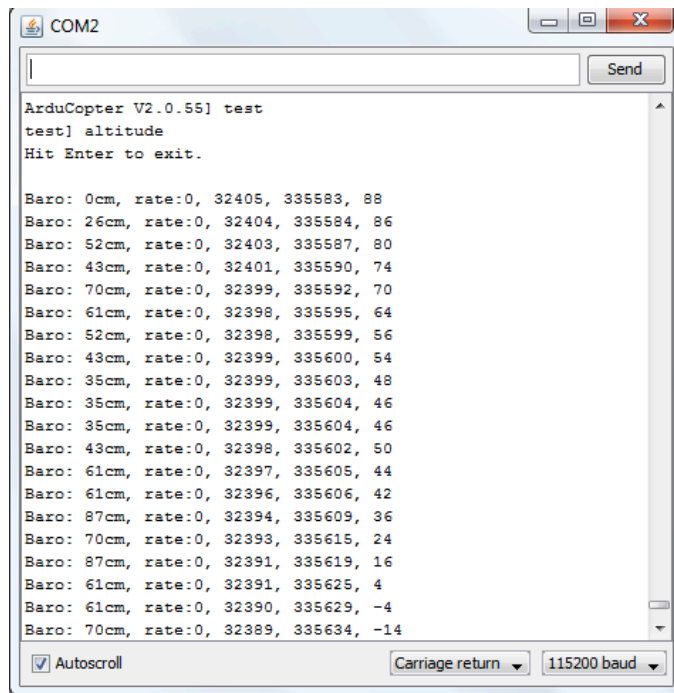 COM2
Send
ArduCopter V2.0.55] test
test] altitude
Hit Enter to exit.
Baro: 0cm, rate:0, 32405, 335583, 88
Baro: 26cm, rate:0, 32404, 335584, 86
Baro: 52cm, rate:0, 32403, 335587, 80
Baro: 43cm, rate:0, 32401, 335590, 74
Baro: 70cm, rate:0, 32399, 335592, 70
Baro: 61cm, rate:0, 32398, 335595, 64
Baro: 52cm, rate:0, 32398, 335599, 56
Baro: 43cm, rate:0, 32399, 335600, 54
Baro: 35cm, rate:0, 32399, 335603, 48
Baro: 35cm, rate:0, 32399, 335604, 46
Baro: 35cm, rate:0, 32399, 335604, 46
Baro: 43cm, rate:0, 32398, 335602, 50
Baro: 61cm, rate:0, 32397, 335605, 44
Baro: 61cm, rate:0, 32396, 335606, 42
Baro: 87cm, rate:0, 32394, 335609, 36
Baro: 70cm, rate:0, 32393, 335615, 24
Baro: 87cm, rate:0, 32391, 335619, 16
Baro: 61cm, rate:0, 32391, 335625, 4
Baro: 61cm, rate:0, 32390, 335629, -4
Baro: 70cm, rate:0, 32389, 335634, -14
Autoscroll Carriage return 115200 baud